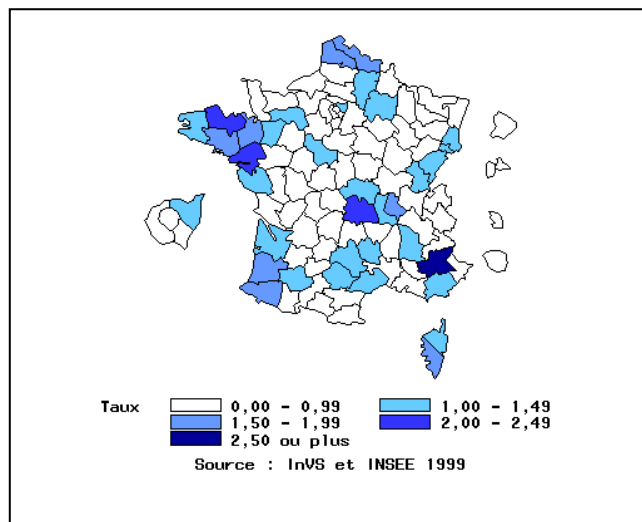 Taux 0,00 - 0,99 1,00 - 1,49
1,50 - 1,99 2,00 - 2,49
2,50 ou plus
Source : InVS et INSEE 1999